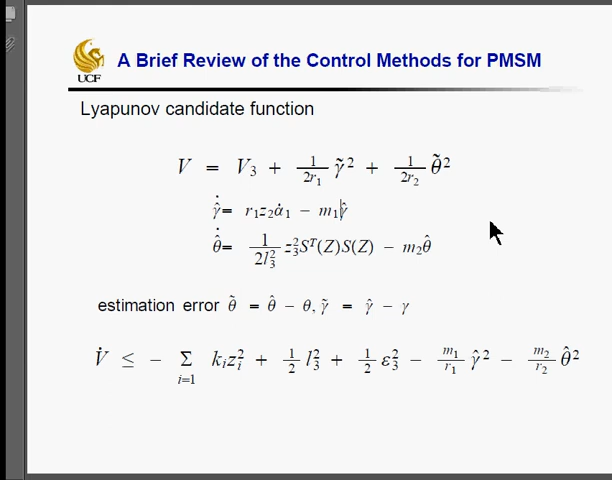 UCF
A Brief Review of the Control Methods for PMSM
Lyapunov candidate function
V = V₃ + 1/2r₁ γ̃² + 1/2r₂ θ̃²
γ̂̇ = r₁z₂α̇₁ − m₁γ̂
θ̂̇ = 1/2l₃² z₃²Sᵀ(Z)S(Z) − m₂θ̂
estimation error θ̃ = θ̂ − θ, γ̃ = γ̂ − γ
V̇ ≤ − Σ i=1 kᵢzᵢ² + 1/2 l₃² + 1/2 ε₃² − m₁/r₁ γ̂² − m₂/r₂ θ̂²